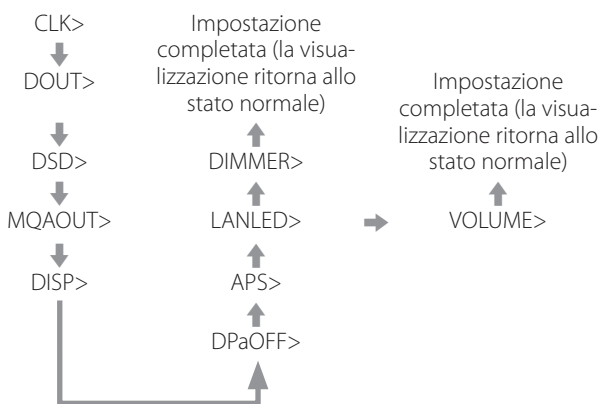 CLK>
DOUT>
DSD>
MQAOUT>
DISP>
Impostazione
completata (la visua-
lizzazione ritorna allo
stato normale)
DIMMER>
LANLED>
APS>
DPaOFF>
Impostazione
completata (la visua-
lizzazione ritorna allo
stato normale)
VOLUME>